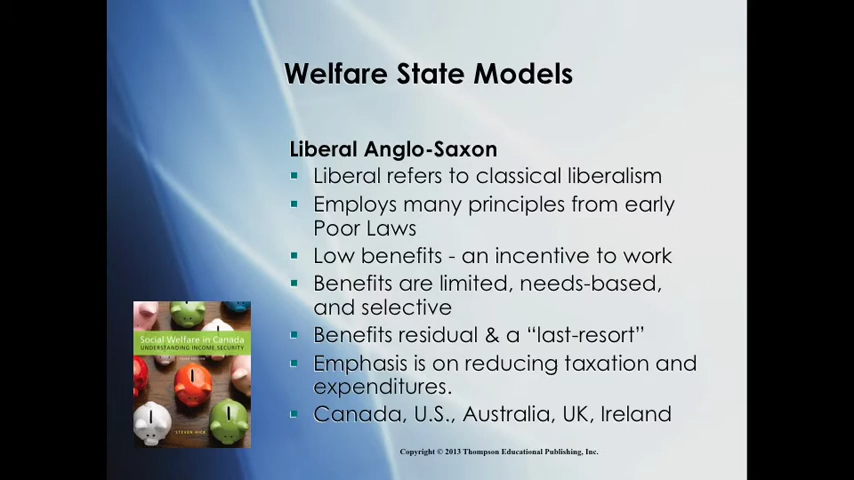 Welfare State Models
Liberal Anglo-Saxon
▪ Liberal refers to classical liberalism
▪ Employs many principles from early
Poor Laws
▪ Low benefits - an incentive to work
▪ Benefits are limited, needs-based,
and selective
▪ Benefits residual & a “last-resort”
▪ Emphasis is on reducing taxation and
expenditures.
▪ Canada, U.S., Australia, UK, Ireland
Social Welfare in Canada
UNDERSTANDING INCOME SECURITY
STEVEN HICK
Copyright © 2013 Thompson Educational Publishing, Inc.